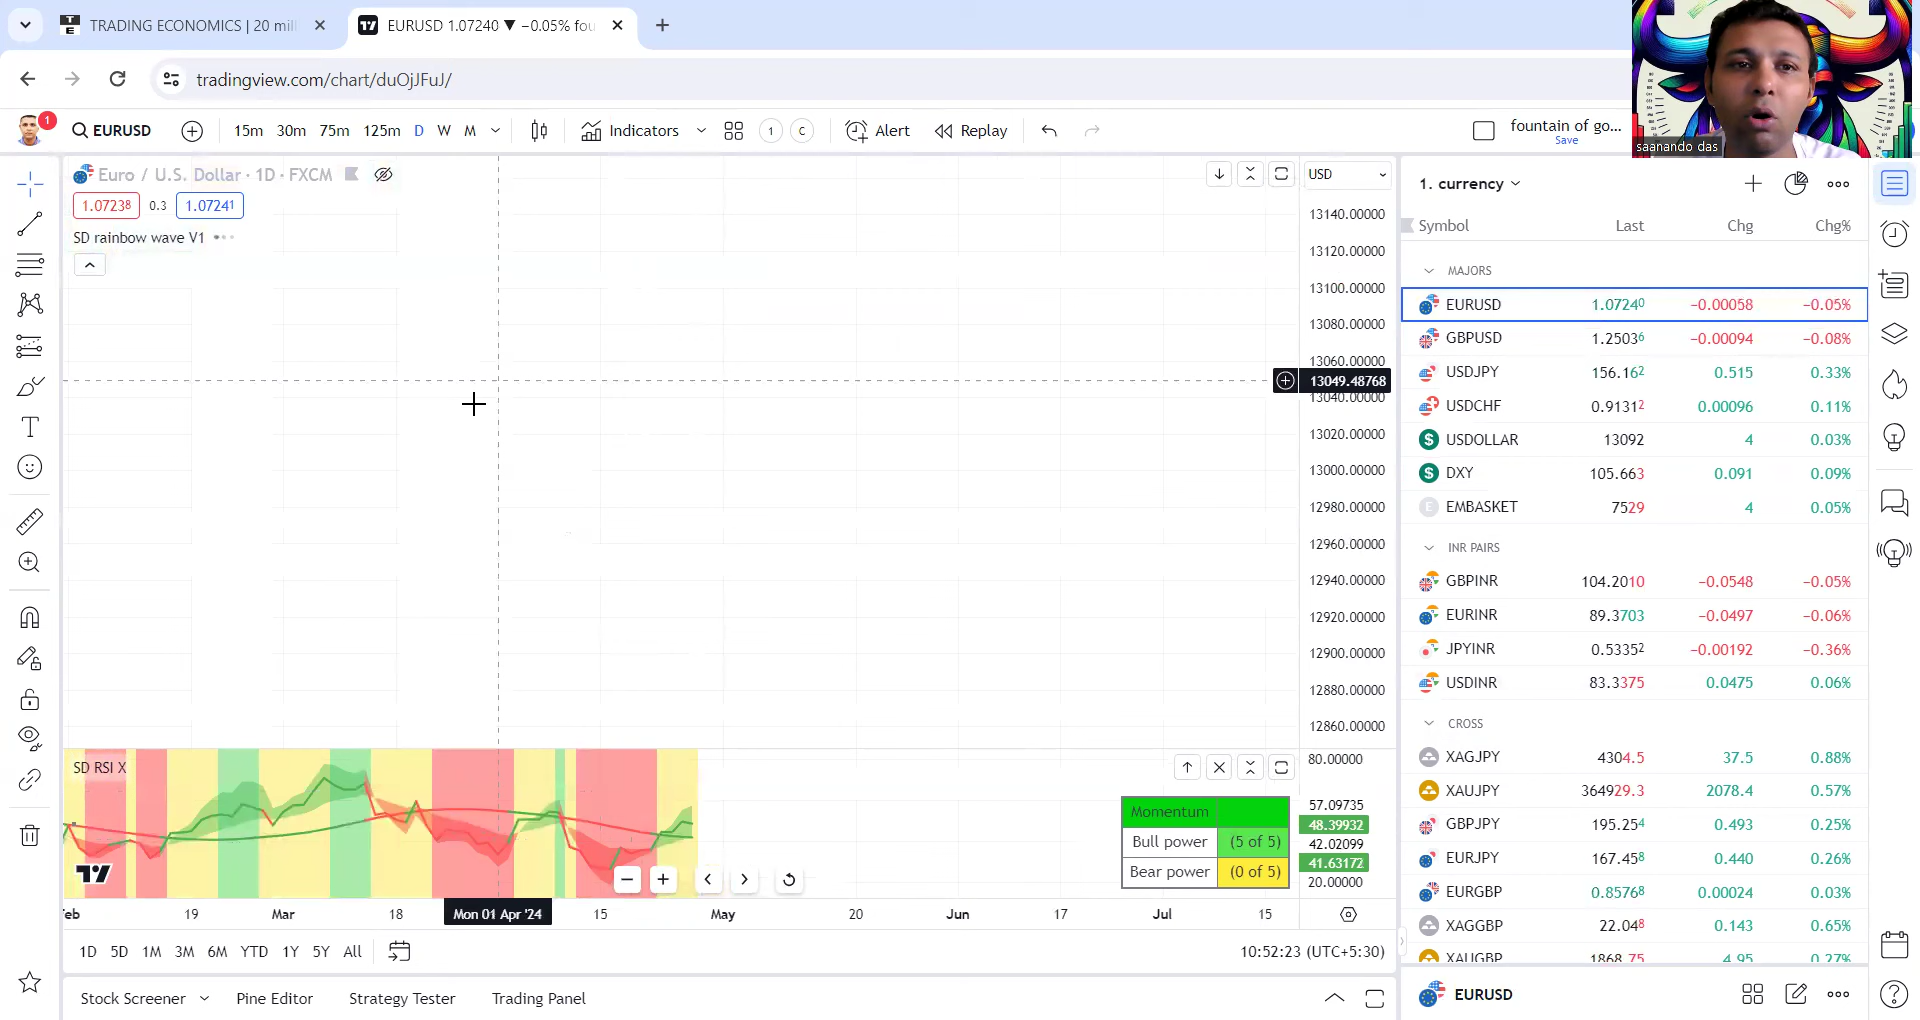 TRADING ECONOMICS | 20 mil
EURUSD 1.07240 ▼ −0.05% fou
tradingview.com/chart/duOjJFuJ/
1
EURUSD
15m 30m 75m 125m D W M
Indicators
1 C
Alert
Replay
fountain of go...
Save
saanando das
Euro / U.S. Dollar · 1D · FXCM
1.07238 0.3 1.07241
SD rainbow wave V1
USD
13140.00000
13120.00000
13100.00000
13080.00000
13060.00000
13049.48768
13040.00000
13020.00000
13000.00000
12980.00000
12960.00000
12940.00000
12920.00000
12900.00000
12880.00000
12860.00000
SD RSI X
80.00000
57.09735
48.39932
42.02099
41.63172
20.00000
Momentum
Bull power (5 of 5)
Bear power (0 of 5)
eb 19 Mar 18 Mon 01 Apr '24 15 May 20 Jun 17 Jul 15
1D 5D 1M 3M 6M YTD 1Y 5Y All
10:52:23 (UTC+5:30)
Stock Screener Pine Editor Strategy Tester Trading Panel
1. currency
Symbol Last Chg Chg%
MAJORS
EURUSD 1.07240 −0.00058 −0.05%
GBPUSD 1.25036 −0.00094 −0.08%
USDJPY 156.162 0.515 0.33%
USDCHF 0.91312 0.00096 0.11%
USDOLLAR 13092 4 0.03%
DXY 105.663 0.091 0.09%
E EMBASKET 7529 4 0.05%
INR PAIRS
GBPINR 104.2010 −0.0548 −0.05%
EURINR 89.3703 −0.0497 −0.06%
JPYINR 0.53352 −0.00192 −0.36%
USDINR 83.3375 0.0475 0.06%
CROSS
XAGJPY 4304.5 37.5 0.88%
XAUJPY 364929.3 2078.4 0.57%
GBPJPY 195.254 0.493 0.25%
EURJPY 167.458 0.440 0.26%
EURGBP 0.85768 0.00024 0.03%
XAGGBP 22.048 0.143 0.65%
XAUGBP 1868.75 4.95 0.27%
EURUSD